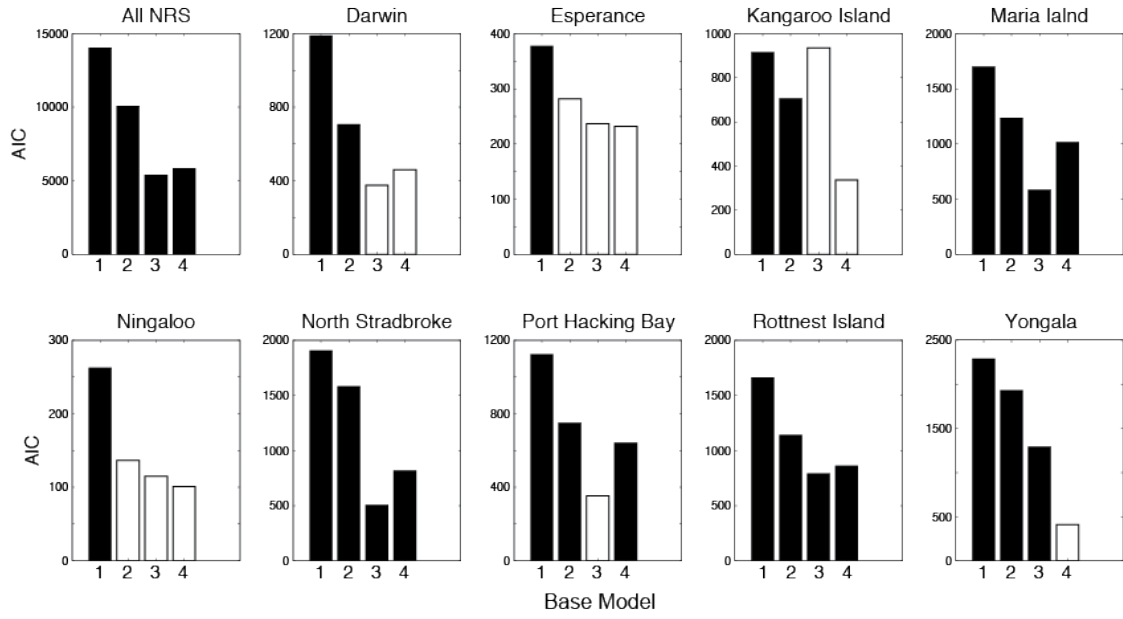 All NRS
Darwin
Esperance
Kangaroo Island
Maria Ialnd
AIC
15000
10000
5000
0
1 2 3 4
1200
800
400
0
1 2 3 4
400
300
200
100
0
1 2 3 4
1000
800
600
400
200
0
1 2 3 4
2000
1500
1000
500
0
1 2 3 4
Ningaloo
North Stradbroke
Port Hacking Bay
Rottnest Island
Yongala
AIC
300
200
100
0
1 2 3 4
2000
1500
1000
500
0
1 2 3 4
1200
800
400
0
1 2 3 4
2000
1500
1000
500
0
1 2 3 4
2500
1500
500
0
1 2 3 4
Base Model